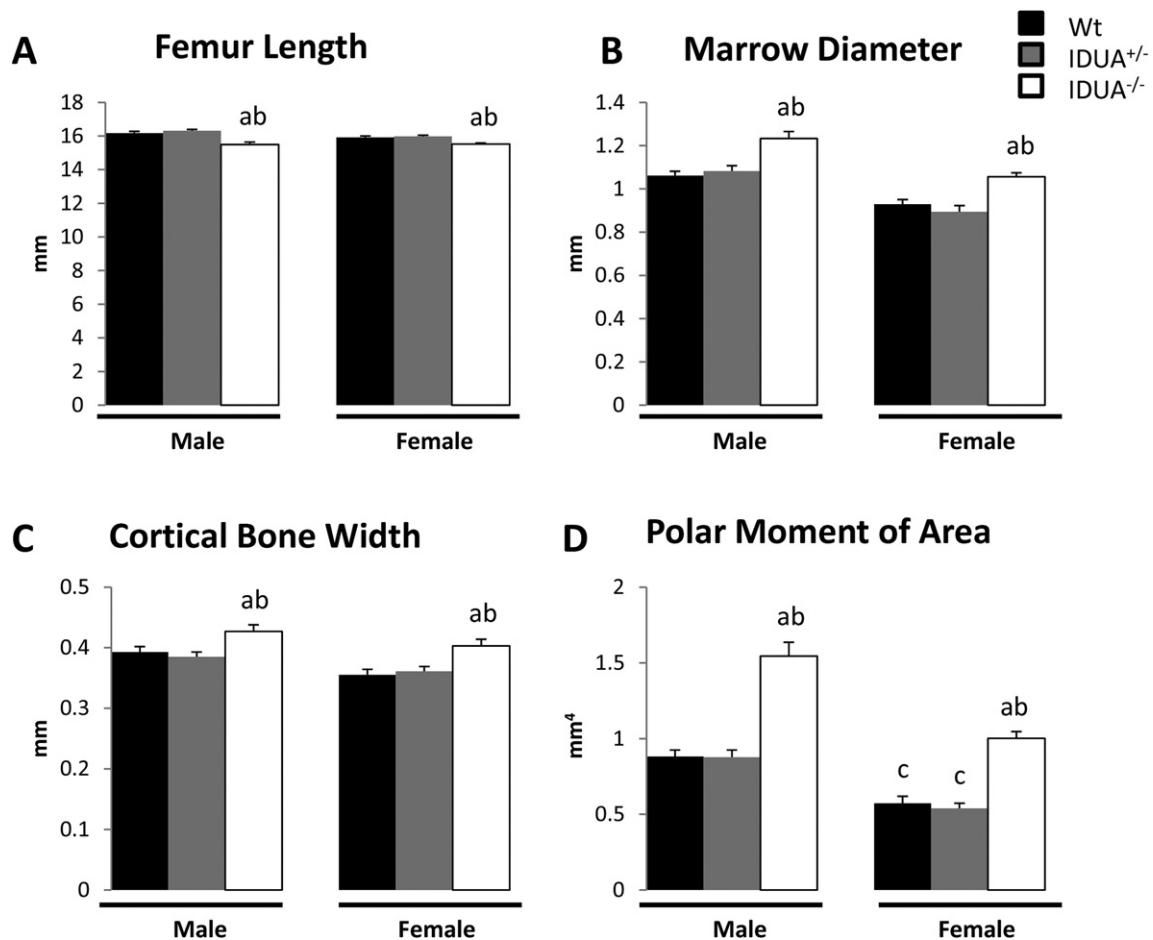 A Femur Length
18
16
14
12
10
8
6
4
2
0
mm
ab
ab
Male Female
B Marrow Diameter
1.4
1.2
1
0.8
0.6
0.4
0.2
0
mm
ab
ab
Male Female
Wt
IDUA+/-
IDUA-/-
C Cortical Bone Width
0.5
0.4
0.3
0.2
0.1
0
mm
ab
ab
Male Female
D Polar Moment of Area
2
1.5
1
0.5
0
mm⁴
ab
c c ab
Male Female